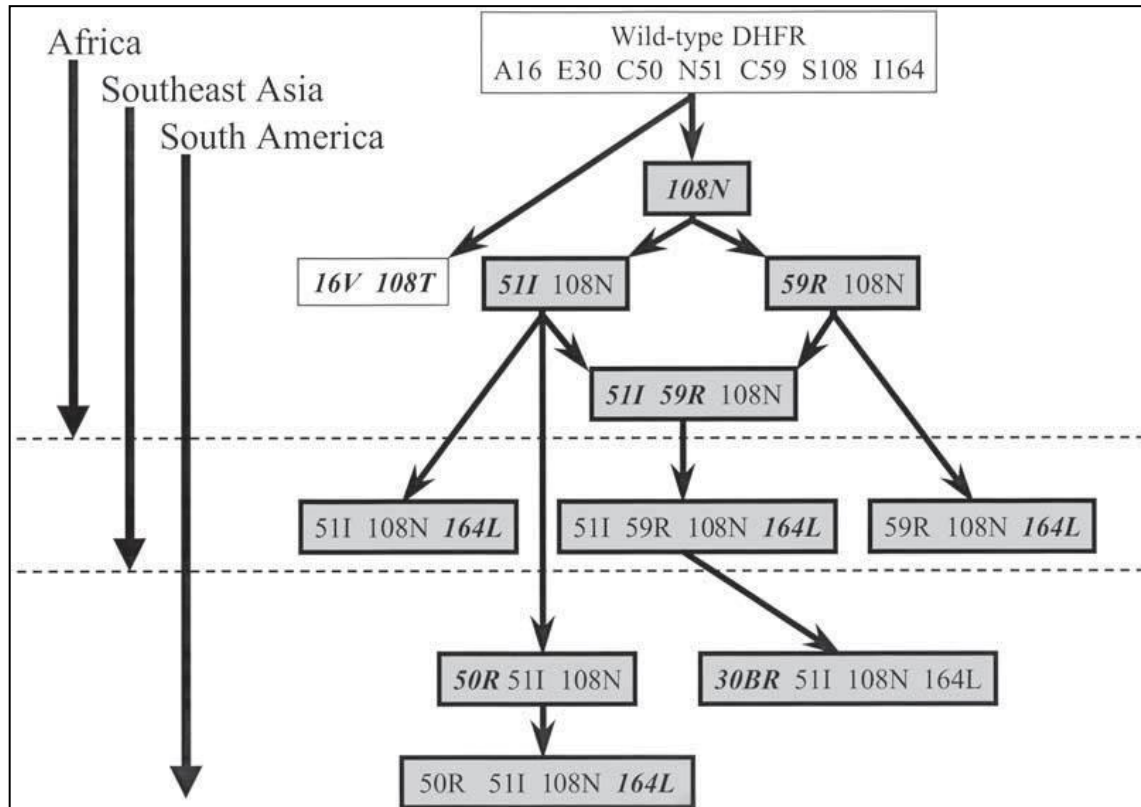 Africa
Southeast Asia
South America
Wild-type DHFR
A16 E30 C50 N51 C59 S108 I164
108N
16V 108T
51I 108N
59R 108N
51I 59R 108N
51I 108N 164L
51I 59R 108N 164L
59R 108N 164L
50R 51I 108N
30BR 51I 108N 164L
50R 51I 108N 164L